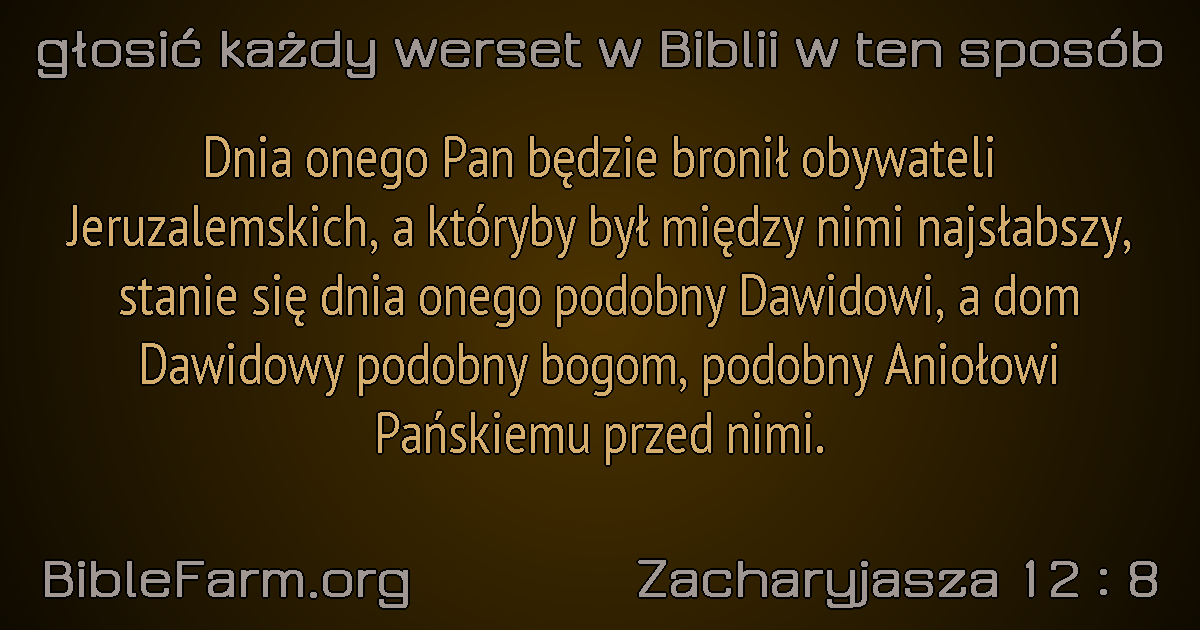 głosić każdy werset w Biblii w ten sposób
Dnia onego Pan będzie bronił obywateli
Jeruzalemskich, a któryby był między nimi najsłabszy,
stanie się dnia onego podobny Dawidowi, a dom
Dawidowy podobny bogom, podobny Aniołowi
Pańskiemu przed nimi.
BibleFarm.org
Zacharyjasza 12 : 8